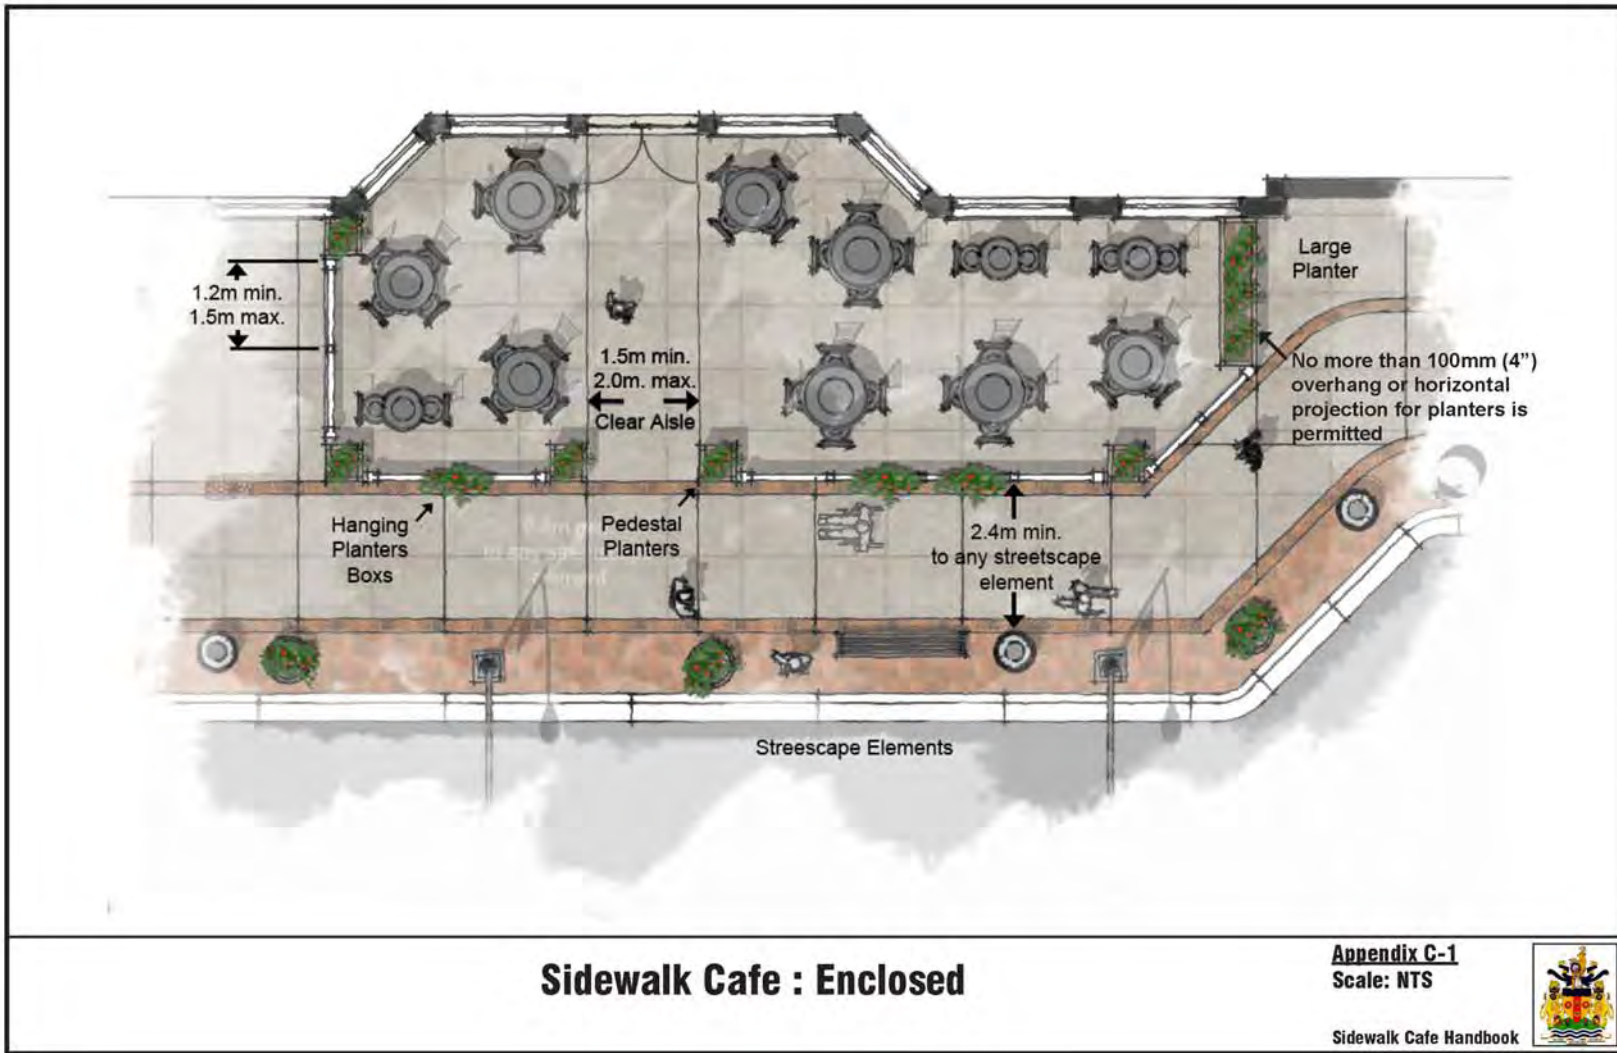 1.2m min.
1.5m max.
1.5m min.
2.0m. max.
Clear Aisle
Large
Planter
No more than 100mm (4”)
overhang or horizontal
projection for planters is
permitted
Hanging
Planters
Boxs
Pedestal
Planters
2.4m min.
to any streetscape
element
Streescape Elements
Sidewalk Cafe : Enclosed
Appendix C-1
Scale: NTS
Sidewalk Cafe Handbook